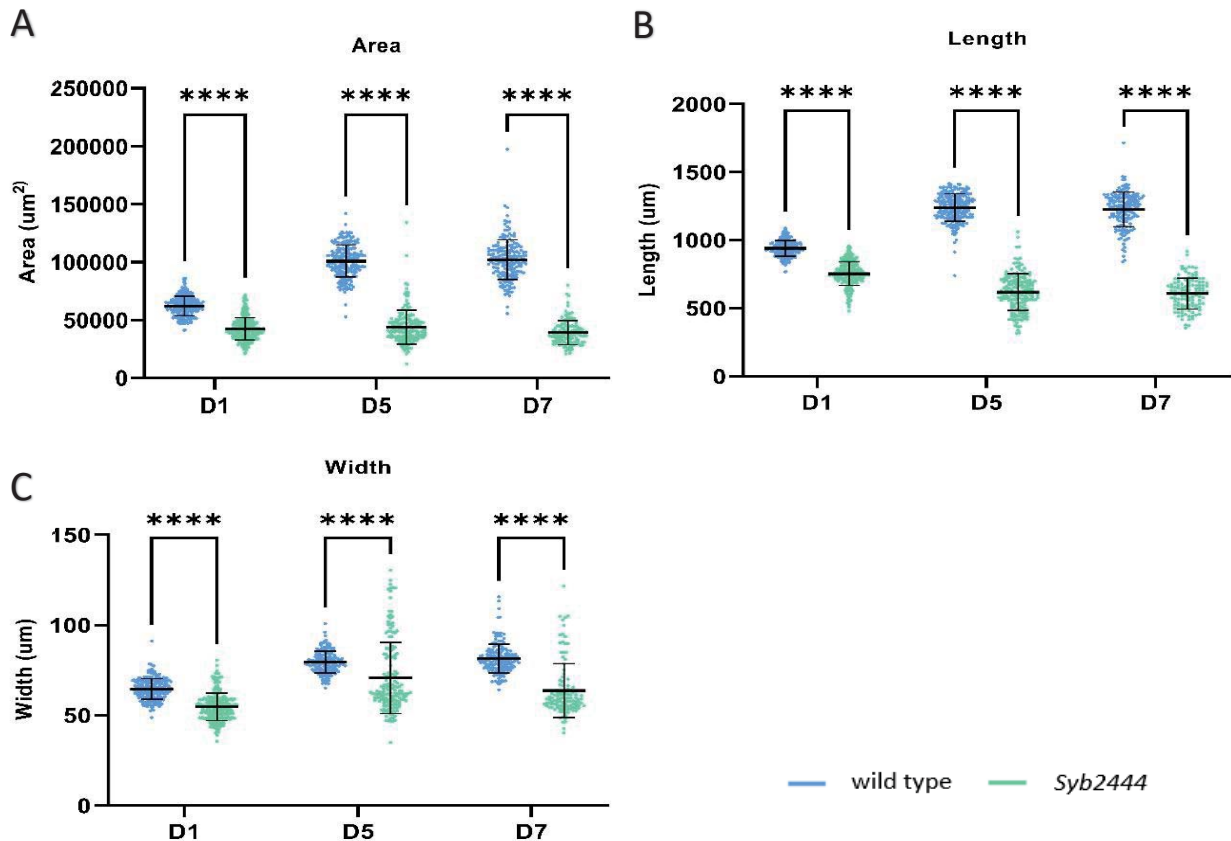 A
Area
250000
200000
150000
100000
50000
0
Area (um²)
**** **** ****
D1 D5 D7
B
Length
2000
1500
1000
500
0
Length (um)
**** **** ****
D1 D5 D7
C
Width
150
100
50
0
Width (um)
**** **** ****
D1 D5 D7
wild type Syb2444